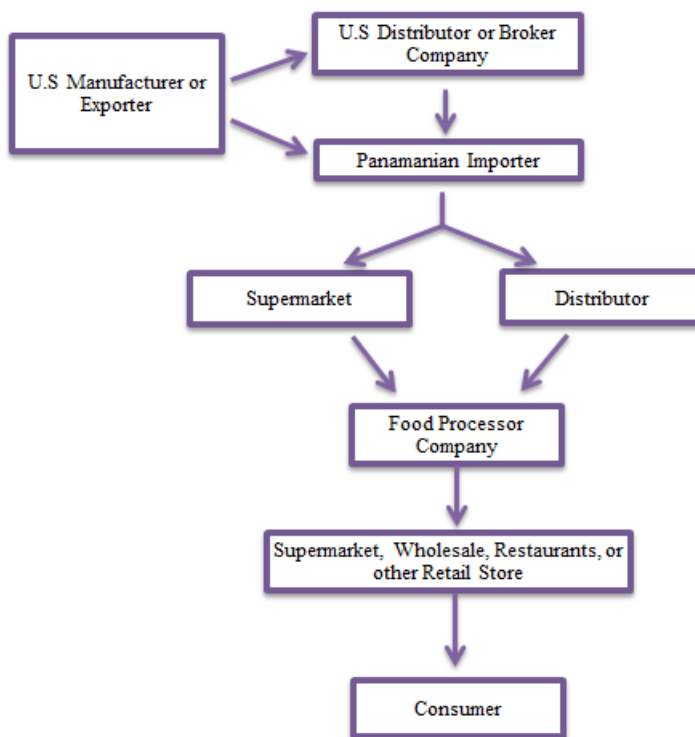 U.S Distributor or Broker
Company
U.S Manufacturer or
Exporter
Panamanian Importer
Supermarket
Distributor
Food Processor
Company
Supermarket, Wholesale, Restaurants, or
other Retail Store
Consumer